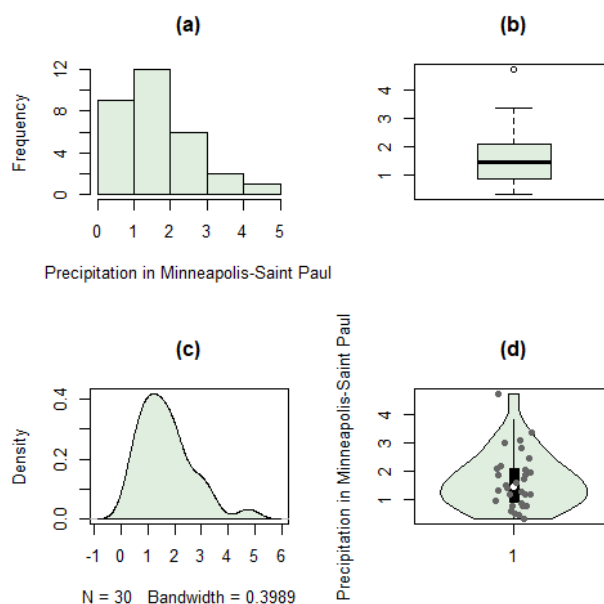 (a)
Frequency
12
8
4
0
0 1 2 3 4 5
Precipitation in Minneapolis-Saint Paul
(b)
4
3
2
1
(c)
Density
0.4
0.2
0.0
-1 0 1 2 3 4 5 6
N = 30 Bandwidth = 0.3989
(d)
Precipitation in Minneapolis-Saint Paul
4
3
2
1
1